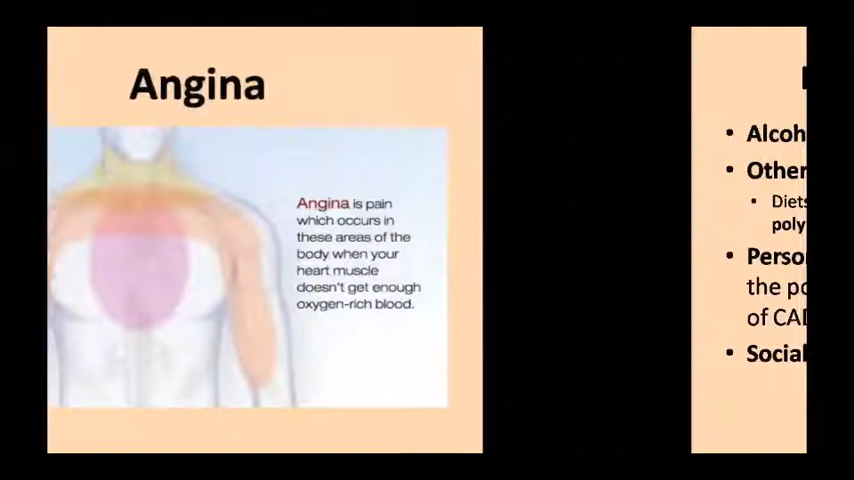 Angina
Angina is pain
which occurs in
these areas of the
body when your
heart muscle
doesn't get enough
oxygen-rich blood.
• Alcoh
• Other
• Diets
poly
• Perso
the po
of CAD
• Social